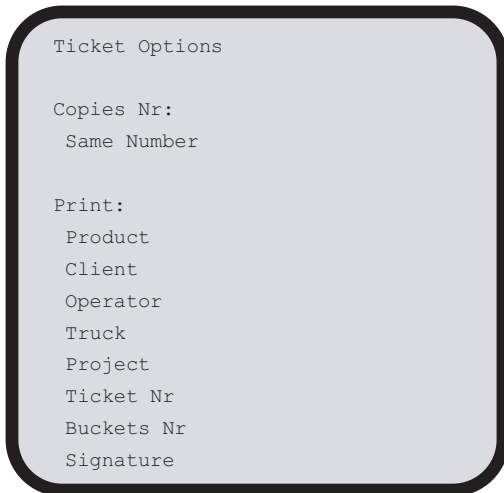 Ticket Options
Copies Nr:
Same Number
Print:
Product
Client
Operator
Truck
Project
Ticket Nr
Buckets Nr
Signature